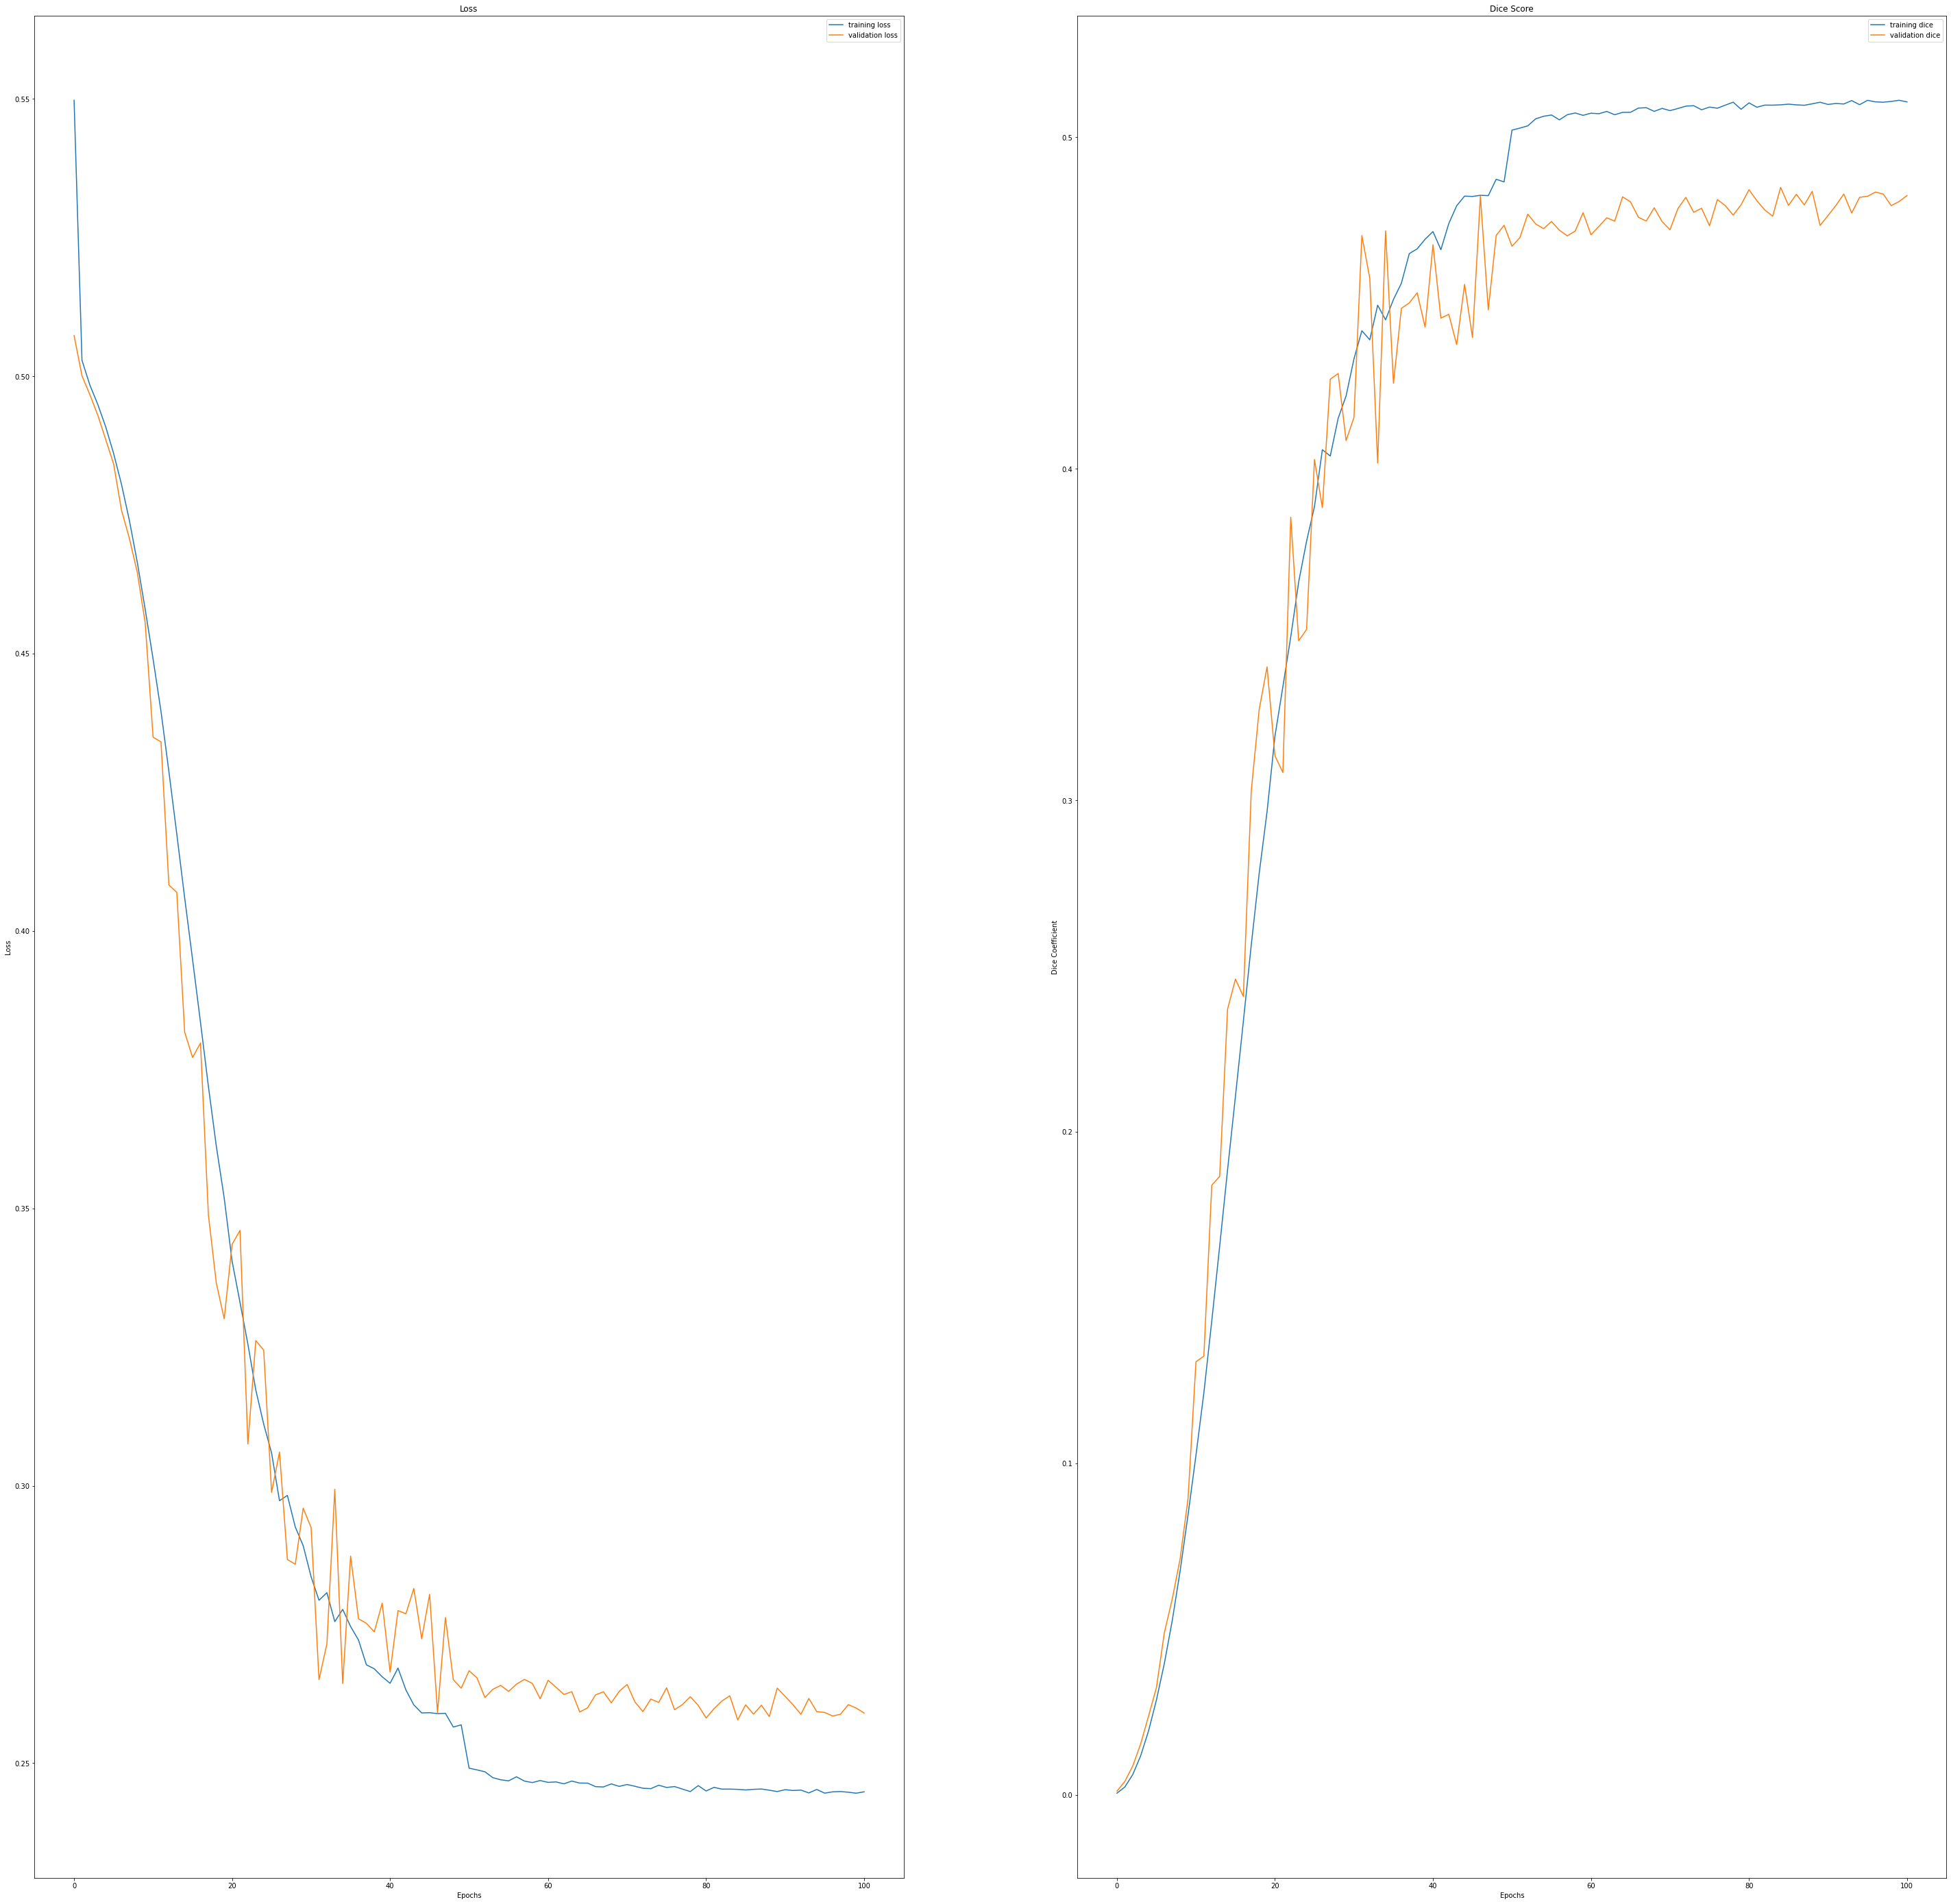 Loss
training loss
validation loss
0.55
0.50
0.45
0.40
0.35
0.30
0.25
Loss
0 20 40 60 80 100
Epochs
Dice Score
training dice
validation dice
0.5
0.4
0.3
0.2
0.1
0.0
Dice Coefficient
0 20 40 60 80 100
Epochs